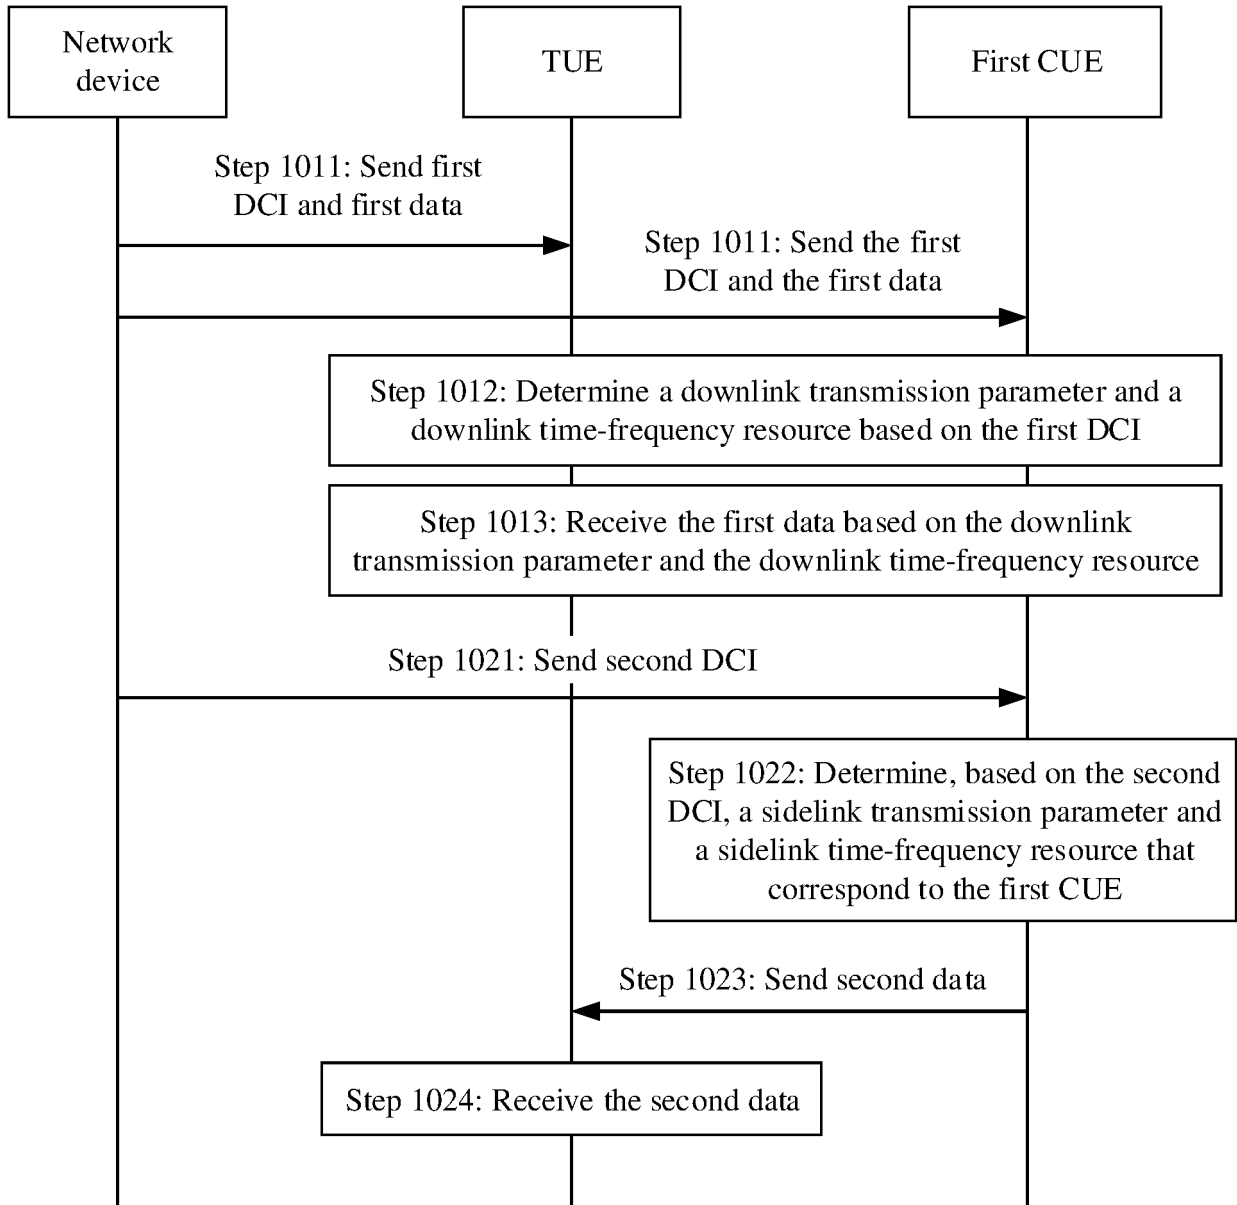 Network
device
TUE
First CUE
Step 1011: Send first
DCI and first data
Step 1011: Send the first
DCI and the first data
Step 1012: Determine a downlink transmission parameter and a
downlink time-frequency resource based on the first DCI
Step 1013: Receive the first data based on the downlink
transmission parameter and the downlink time-frequency resource
Step 1021: Send second DCI
Step 1022: Determine, based on the second
DCI, a sidelink transmission parameter and
a sidelink time-frequency resource that
correspond to the first CUE
Step 1023: Send second data
Step 1024: Receive the second data